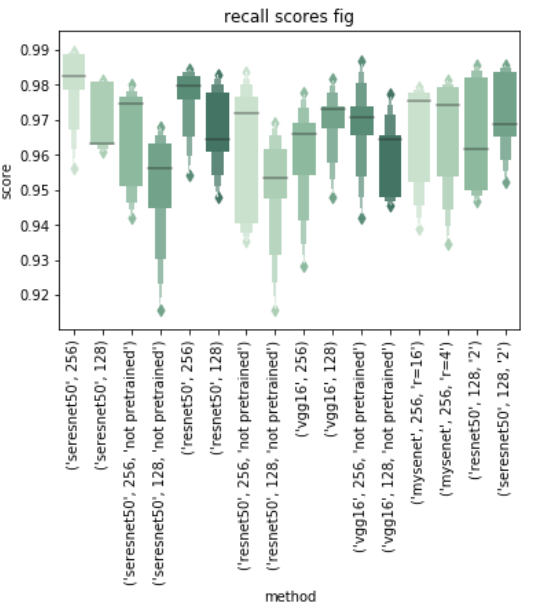 recall scores fig
0.99
0.98
0.97
0.96
0.95
0.94
0.93
0.92
score
('seresnet50', 256)
('seresnet50', 128)
('seresnet50', 256, 'not pretrained')
('seresnet50', 128, 'not pretrained')
('resnet50', 256)
('resnet50', 128)
('resnet50', 256, 'not pretrained')
('resnet50', 128, 'not pretrained')
('vgg16', 256)
('vgg16', 128)
('vgg16', 256, 'not pretrained')
('vgg16', 128, 'not pretrained')
('mysenet', 256, 'r=16')
('mysenet', 256, 'r=4')
('resnet50', 128, '2')
('seresnet50', 128, '2')
method